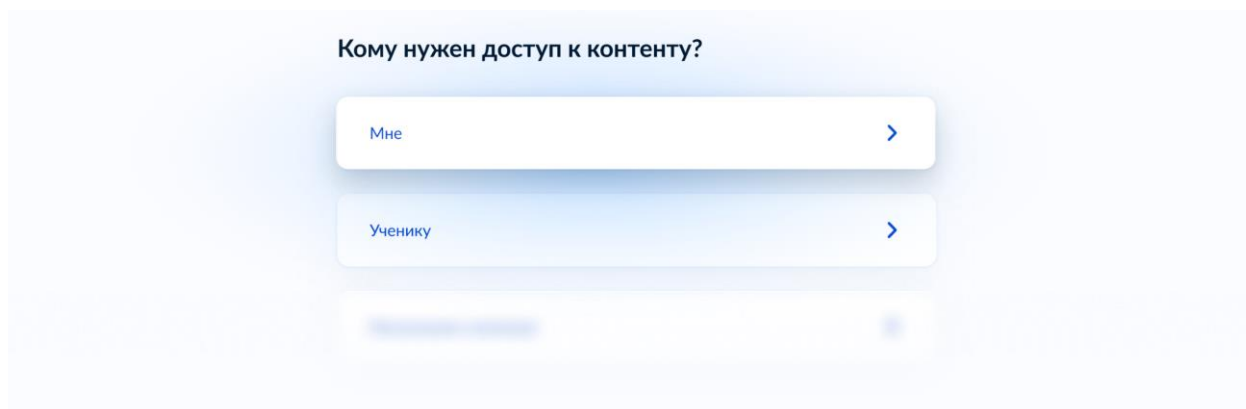 Кому нужен доступ к контенту?
Мне
Ученику